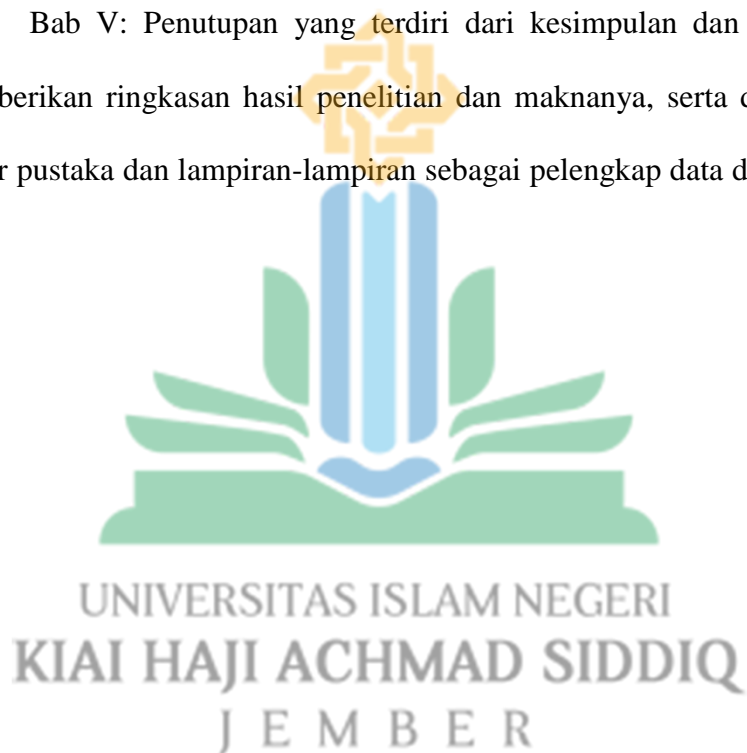 Bab V: Penutupan yang terdiri dari kesimpulan dan
berikan ringkasan hasil penelitian dan maknanya, serta
pustaka dan lampiran-lampiran sebagai pelengkap data
UNIVERSITAS ISLAM NEGERI
KIAI HAJI ACHMAD SIDDIQ
JEMBER